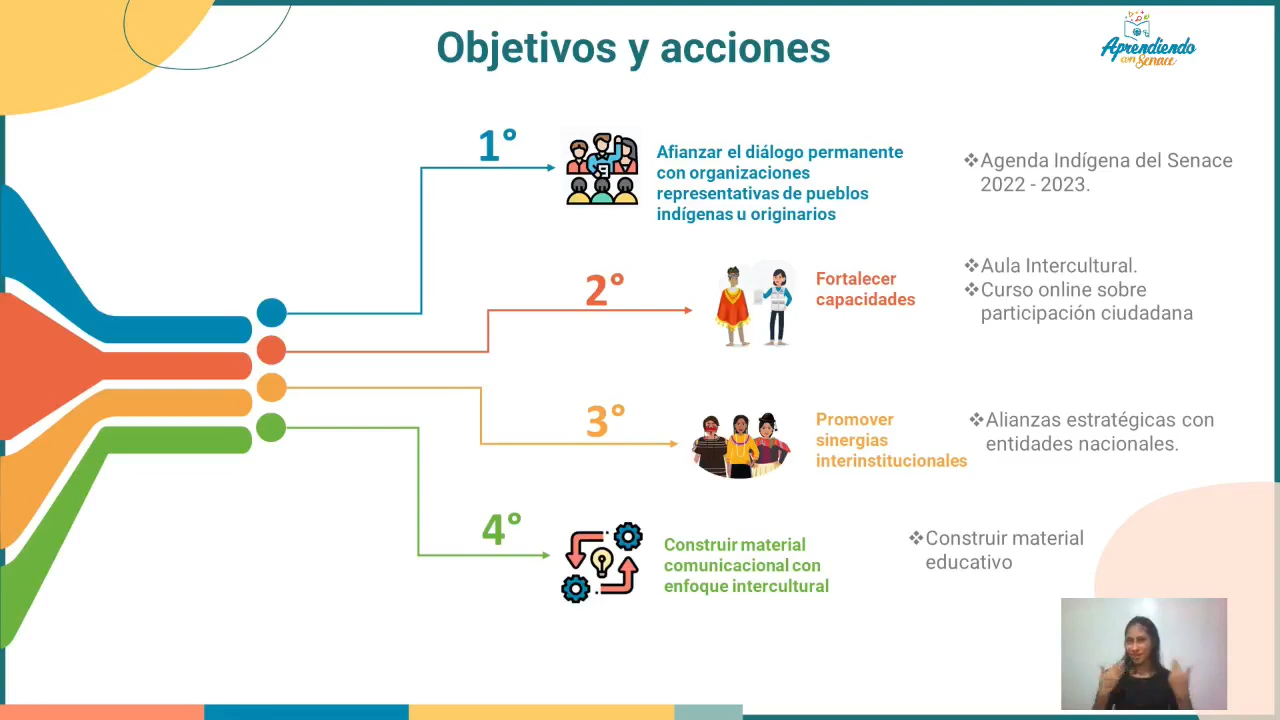 Objetivos y acciones
Aprendiendo
con Senace
1°
Afianzar el diálogo permanente
con organizaciones
representativas de pueblos
indígenas u originarios
❖Agenda Indígena del Senace
2022 - 2023.
2°
Fortalecer
capacidades
❖Aula Intercultural.
❖Curso online sobre
participación ciudadana
3°
Promover
sinergias
interinstitucionales
❖Alianzas estratégicas con
entidades nacionales.
4°
Construir material
comunicacional con
enfoque intercultural
❖Construir material
educativo